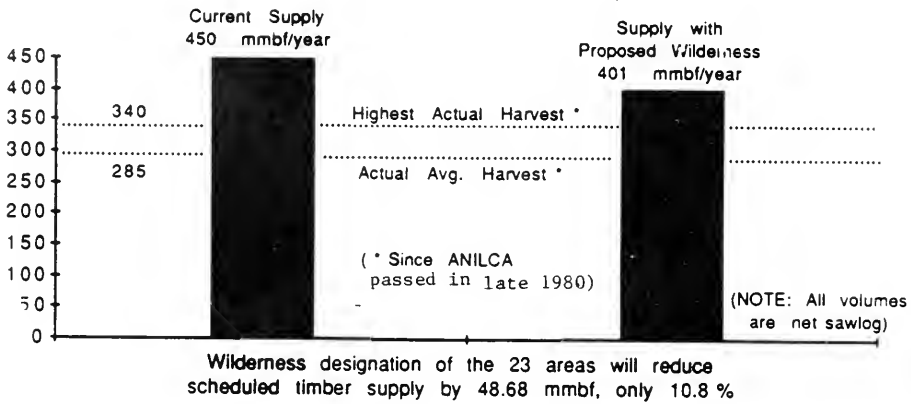 Current Supply
450 mmbf/year
Supply with
Proposed Wilderness
401 mmbf/year
450
400
350
300
250
200
150
100
50
0
340
Highest Actual Harvest *
285
Actual Avg. Harvest *
( * Since ANILCA
passed in late 1980)
(NOTE: All volumes
are net sawlog)
Wilderness designation of the 23 areas will reduce
scheduled timber supply by 48.68 mmbf, only 10.8 %